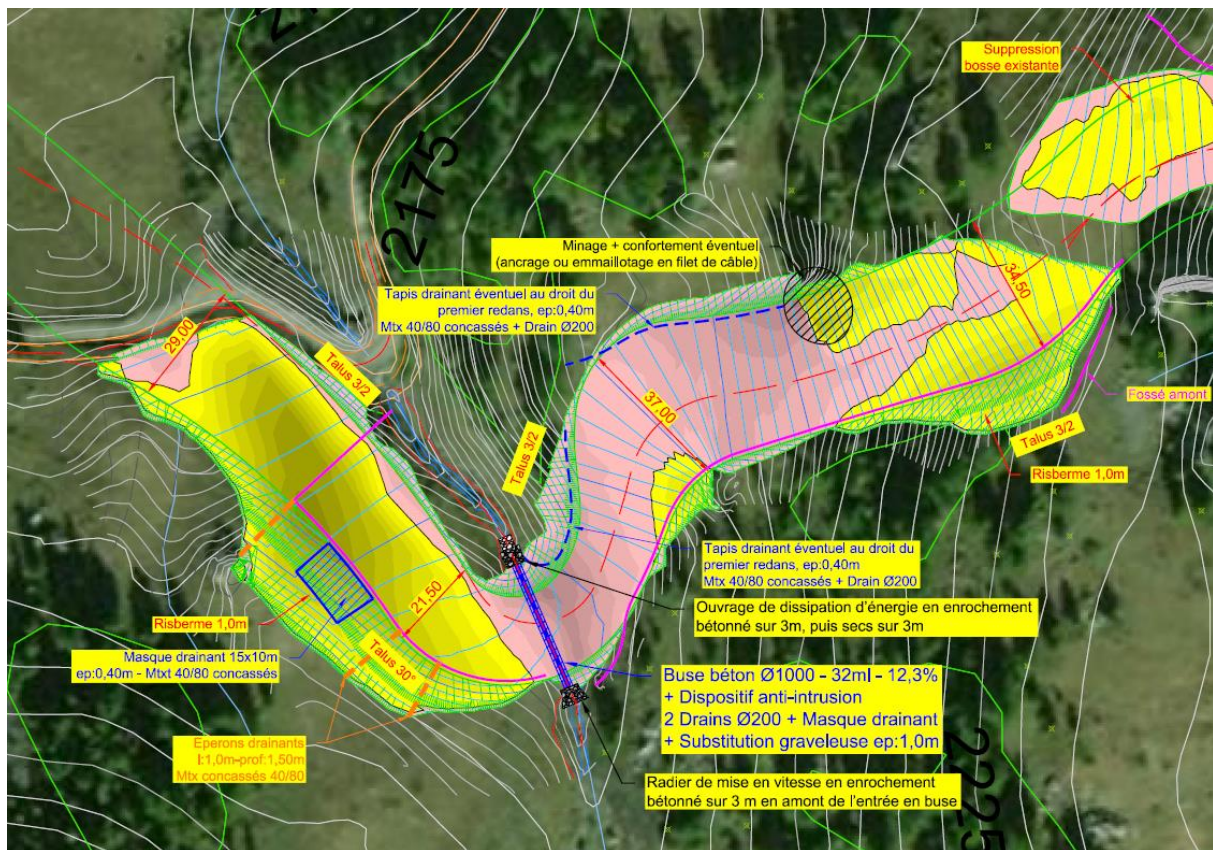 Suppression
bosse existante
2175
Minage + confortement éventuel
(ancrage ou emmaillotage en filet de câble)
34,50
Tapis drainant éventuel au droit du
premier redans, ep:0,40m
Mtx 40/80 concassés + Drain Ø200
29,00
Talus 3/2
37,00
Fossé amont
Talus 3/2
Talus 3/2
Risberme 1,0m
Tapis drainant éventuel au droit du
premier redans, ep:0,40m
Mtx 40/80 concassés + Drain Ø200
21,50
Ouvrage de dissipation d'énergie en enrochement
bétonné sur 3m, puis secs sur 3m
Risberme 1,0m
Talus 30°
Masque drainant 15x10m
ep:0,40m - Mtxt 40/80 concassés
Buse béton Ø1000 - 32ml - 12,3%
+ Dispositif anti-intrusion
2 Drains Ø200 + Masque drainant
+ Substitution graveleuse ep:1,0m
Eperons drainants
l:1,0m-prof:1,50m
Mtx concassés 40/80
Radier de mise en vitesse en enrochement
bétonné sur 3 m en amont de l'entrée en buse
2225